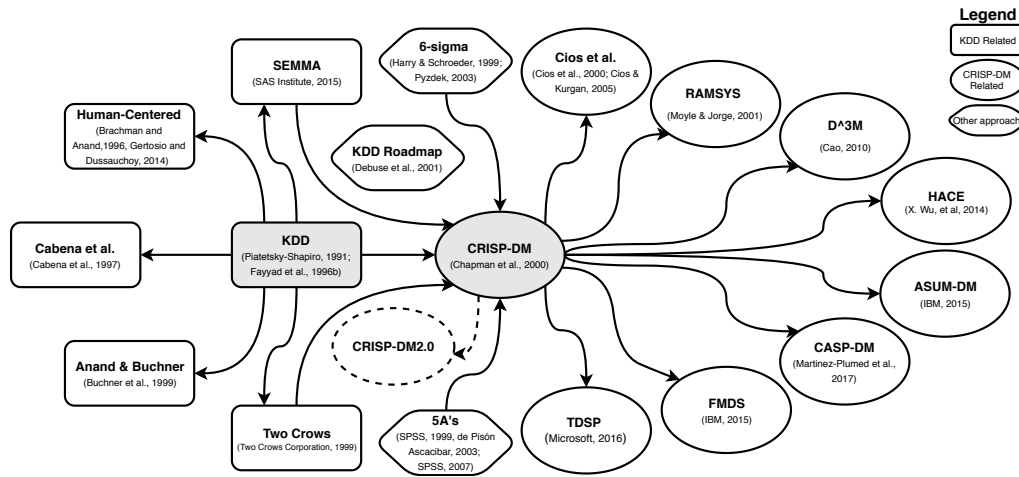 Legend
KDD Related
CRISP-DM
Related
Other approach
6-sigma
(Harry & Schroeder, 1999;
Pyzdek, 2003)
Cios et al.
(Cios et al., 2000; Cios &
Kurgan, 2005)
SEMMA
(SAS Institute, 2015)
RAMSYS
(Moyle & Jorge, 2001)
Human-Centered
(Brachman and
Anand,1996, Gertosio and
Dussauchoy, 2014)
KDD Roadmap
(Debuse et al., 2001)
D^3M
(Cao, 2010)
HACE
(X. Wu, et al, 2014)
Cabena et al.
(Cabena et al., 1997)
KDD
(Piatetsky-Shapiro, 1991;
Fayyad et al., 1996b)
CRISP-DM
(Chapman et al., 2000)
ASUM-DM
(IBM, 2015)
CRISP-DM2.0
CASP-DM
(Martinez-Plumed et al.,
2017)
Anand & Buchner
(Buchner et al., 1999)
Two Crows
(Two Crows Corporation, 1999)
5A's
(SPSS, 1999, de Pisón
Ascacibar, 2003;
SPSS, 2007)
TDSP
(Microsoft, 2016)
FMDS
(IBM, 2015)